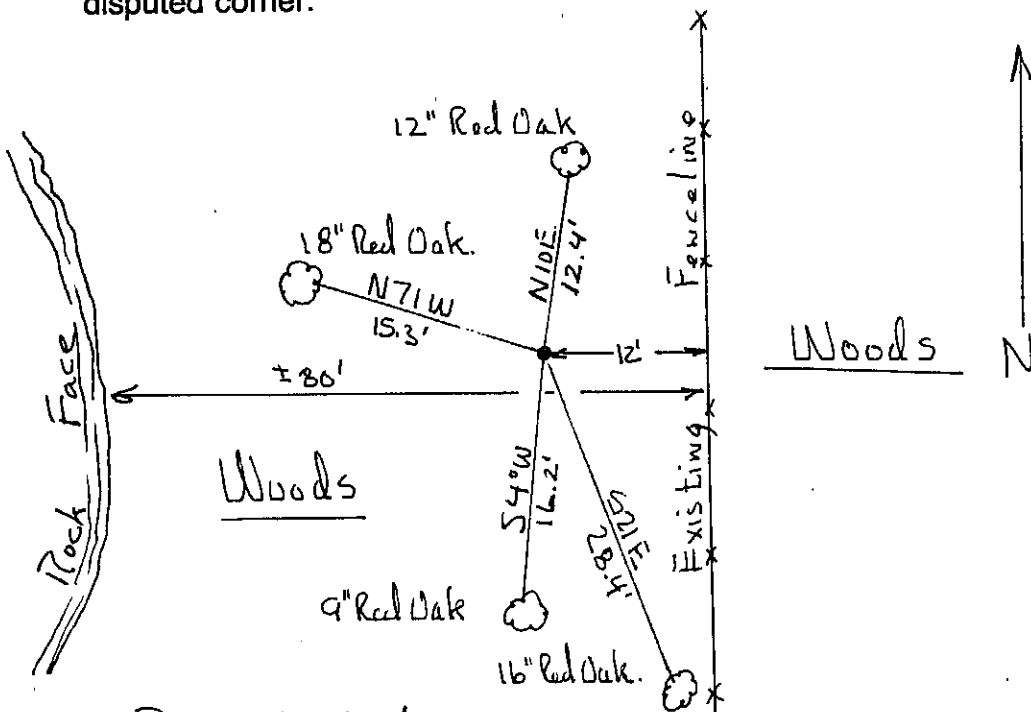 disputed corner.
12" Red Oak
18" Red Oak.
N10E
12.4'
N71W
15.3'
Existing Fenceline
12'
Woods
N
±80'
Rock Face
Woods
S4°W
16.2'
S21E
28.4'
9" Red Oak
16" Red Oak.